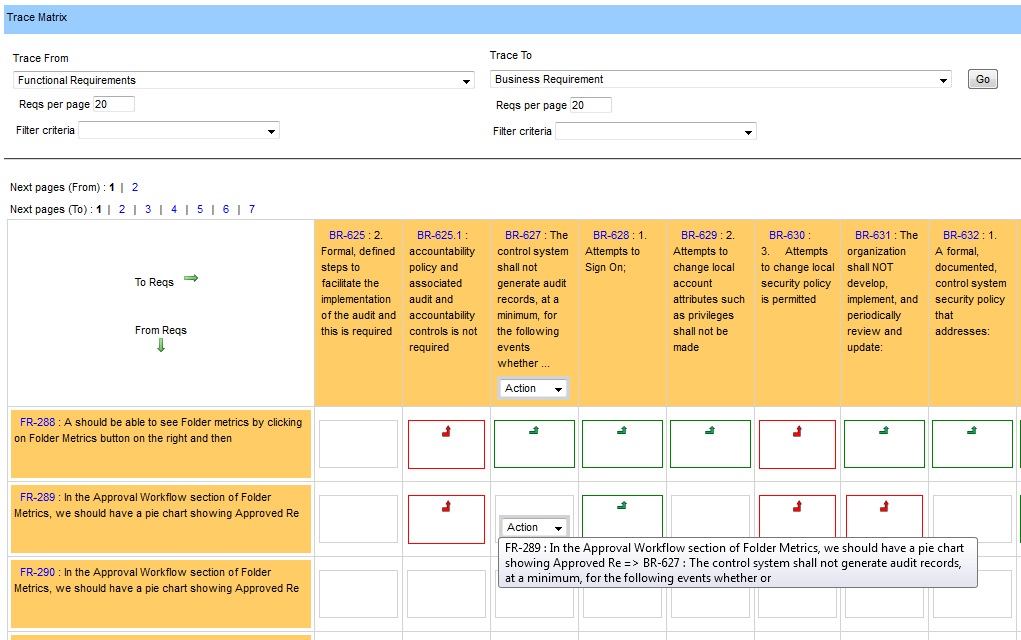 Trace Matrix
Trace From
Functional Requirements
Reqs per page 20
Filter criteria
Trace To
Business Requirement
Go
Reqs per page 20
Filter criteria
Next pages (From) : 1 | 2
Next pages (To) : 1 | 2 | 3 | 4 | 5 | 6 | 7
To Reqs
From Reqs
BR-625 : 2.
Formal, defined
steps to
facilitate the
implementation
of the audit and
this is required
BR-625.1 :
accountability
policy and
associated
audit and
accountability
controls is not
required
BR-627 : The
control system
shall not
generate audit
records, at a
minimum, for
the following
events
whether ...
Action
BR-628 : 1.
Attempts to
Sign On;
BR-629 : 2.
Attempts to
change local
account
attributes such
as privileges
shall not be
made
BR-630 :
3. Attempts
to change local
security policy
is permitted
BR-631 : The
organization
shall NOT
develop,
implement, and
periodically
review and
update:
BR-632 : 1.
A formal,
documented,
control system
security policy
that
addresses:
FR-288 : A should be able to see Folder metrics by clicking
on Folder Metrics button on the right and then
FR-289 : In the Approval Workflow section of Folder
Metrics, we should have a pie chart showing Approved Re
Action
FR-289 : In the Approval Workflow section of Folder Metrics, we should have a pie chart
showing Approved Re => BR-627 : The control system shall not generate audit records,
at a minimum, for the following events whether or
FR-290 : In the Approval Workflow section of Folder
Metrics, we should have a pie chart showing Approved Re